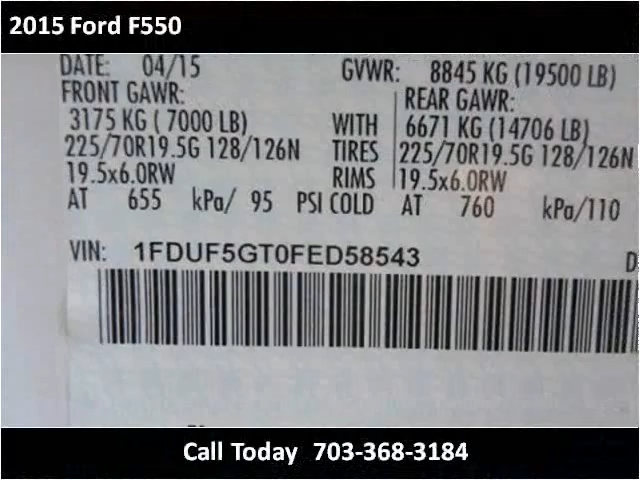 2015 Ford F550
DATE: 04/15 GVWR: 8845 KG (19500 LB)
FRONT GAWR: REAR GAWR:
3175 KG ( 7000 LB) WITH 6671 KG (14706 LB)
225/70R19.5G 128/126N TIRES 225/70R19.5G 128/126N
19.5x6.0RW RIMS 19.5x6.0RW
AT 655 kPa/ 95 PSI COLD AT 760 kPa/110
VIN: 1FDUF5GT0FED58543 D
Call Today 703-368-3184